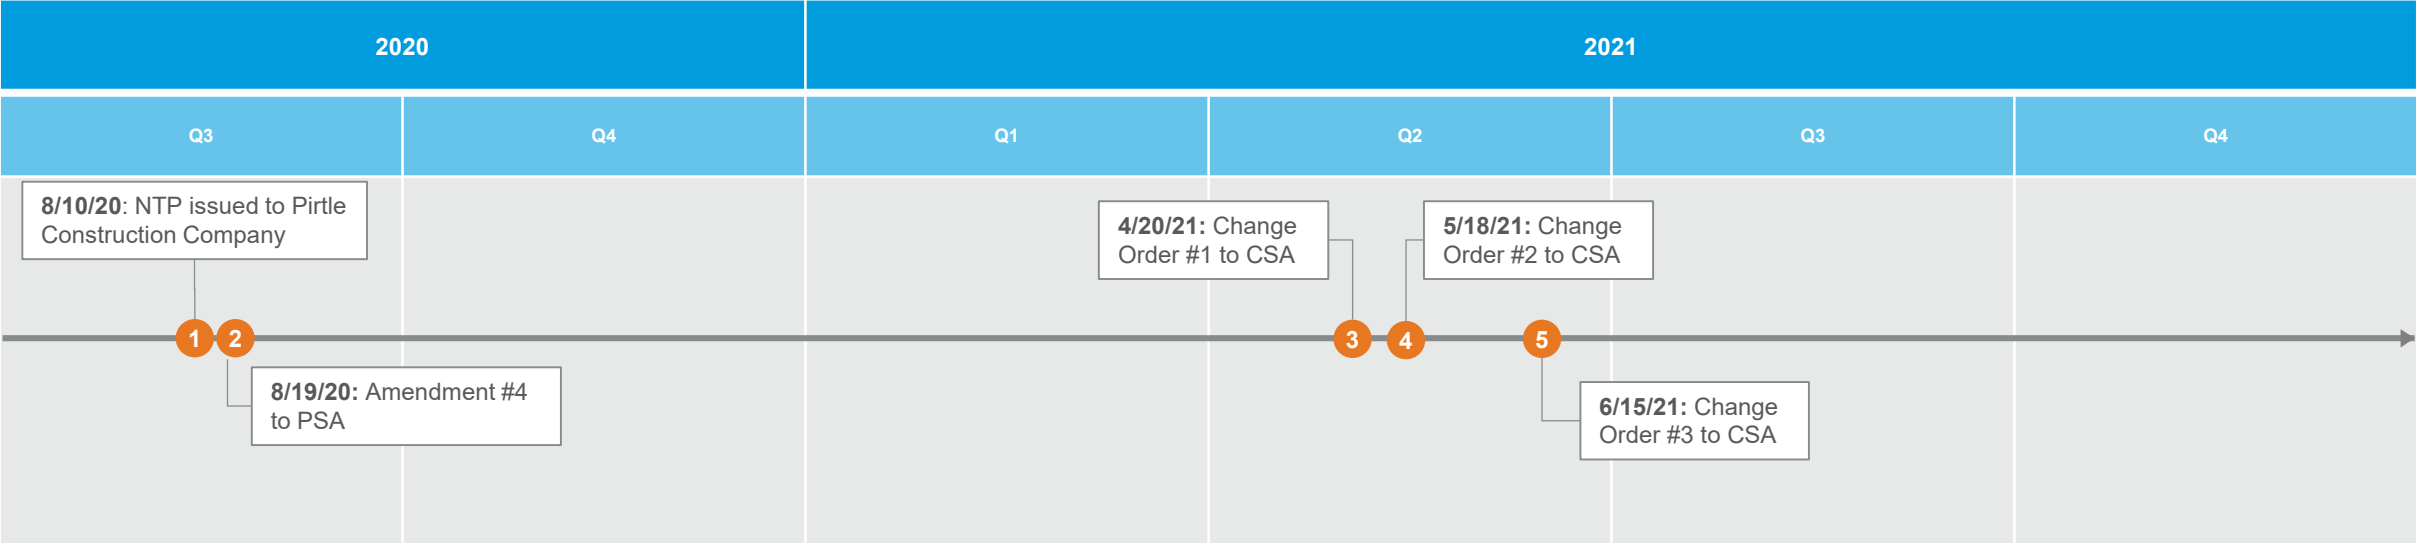 2020
2021
Q3
Q4
Q1
Q2
Q3
Q4
8/10/20: NTP issued to Pirtle
Construction Company
4/20/21: Change
Order #1 to CSA
5/18/21: Change
Order #2 to CSA
1
2
3
4
5
8/19/20: Amendment #4
to PSA
6/15/21: Change
Order #3 to CSA